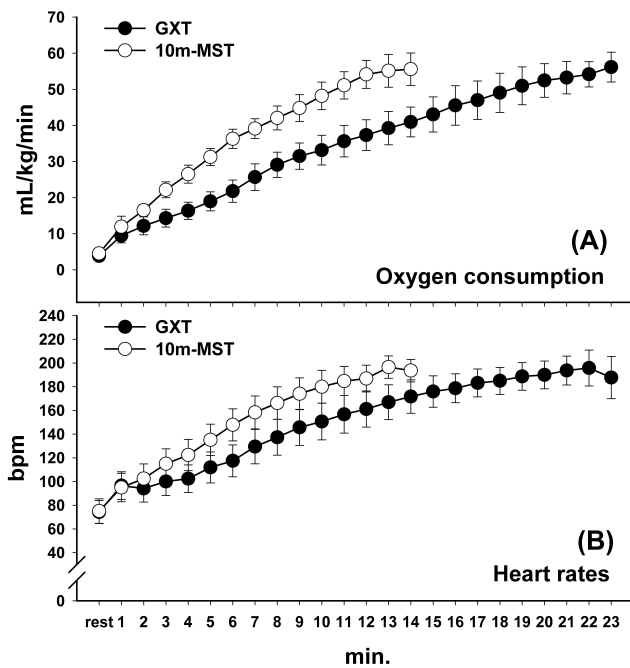 70
60
50
40
30
20
10
0
mL/kg/min
GXT
10m-MST
(A)
Oxygen consumption
240
220
200
180
160
140
120
100
80
60
40
0
bpm
GXT
10m-MST
(B)
Heart rates
rest 1 2 3 4 5 6 7 8 9 10 11 12 13 14 15 16 17 18 19 20 21 22 23
min.